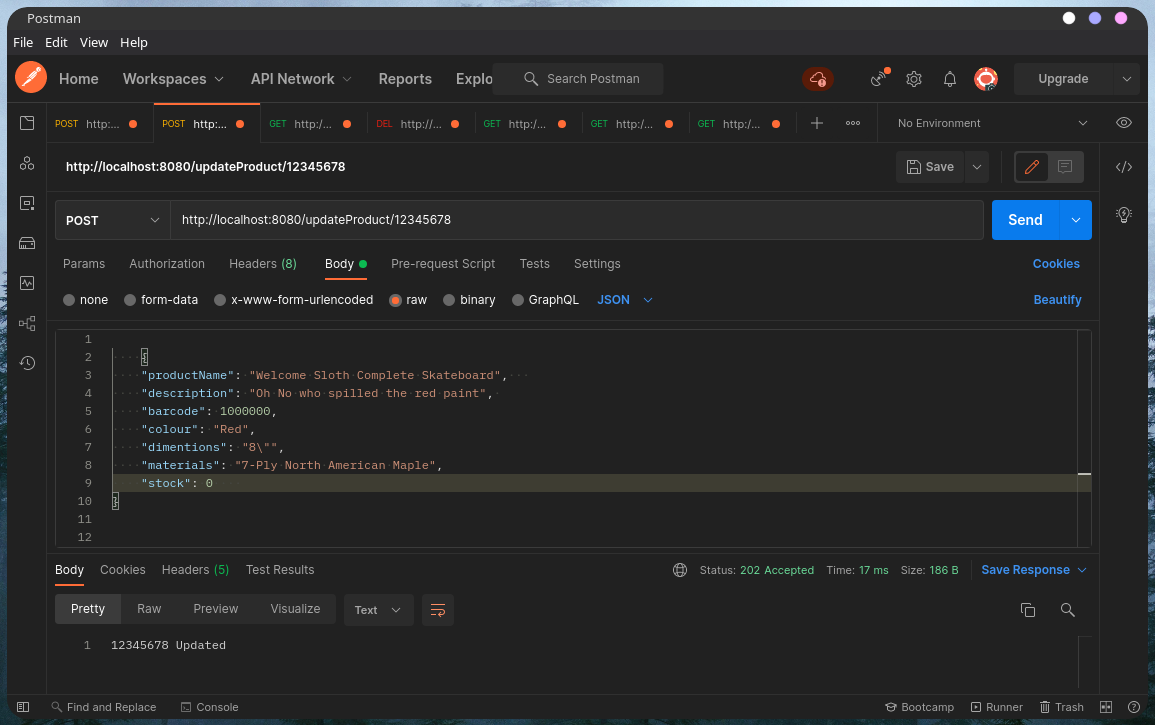 Postman
File Edit View Help
Home Workspaces API Network Reports Explo Search Postman Upgrade
POST http:... POST http:... GET http:/... DEL http://... GET http:/... GET http:/... GET http:/... No Environment
http://localhost:8080/updateProduct/12345678 Save
POST http://localhost:8080/updateProduct/12345678 Send
Params Authorization Headers (8) Body Pre-request Script Tests Settings Cookies
none form-data x-www-form-urlencoded raw binary GraphQL JSON Beautify
1
2 {
3 "productName": "Welcome Sloth Complete Skateboard",
4 "description": "Oh No who spilled the red paint",
5 "barcode": 1000000,
6 "colour": "Red",
7 "dimentions": "8\"",
8 "materials": "7-Ply North American Maple",
9 "stock": 0
10 }
11
12
Body Cookies Headers (5) Test Results Status: 202 Accepted Time: 17 ms Size: 186 B Save Response
Pretty Raw Preview Visualize Text
1 12345678 Updated
Find and Replace Console Bootcamp Runner Trash